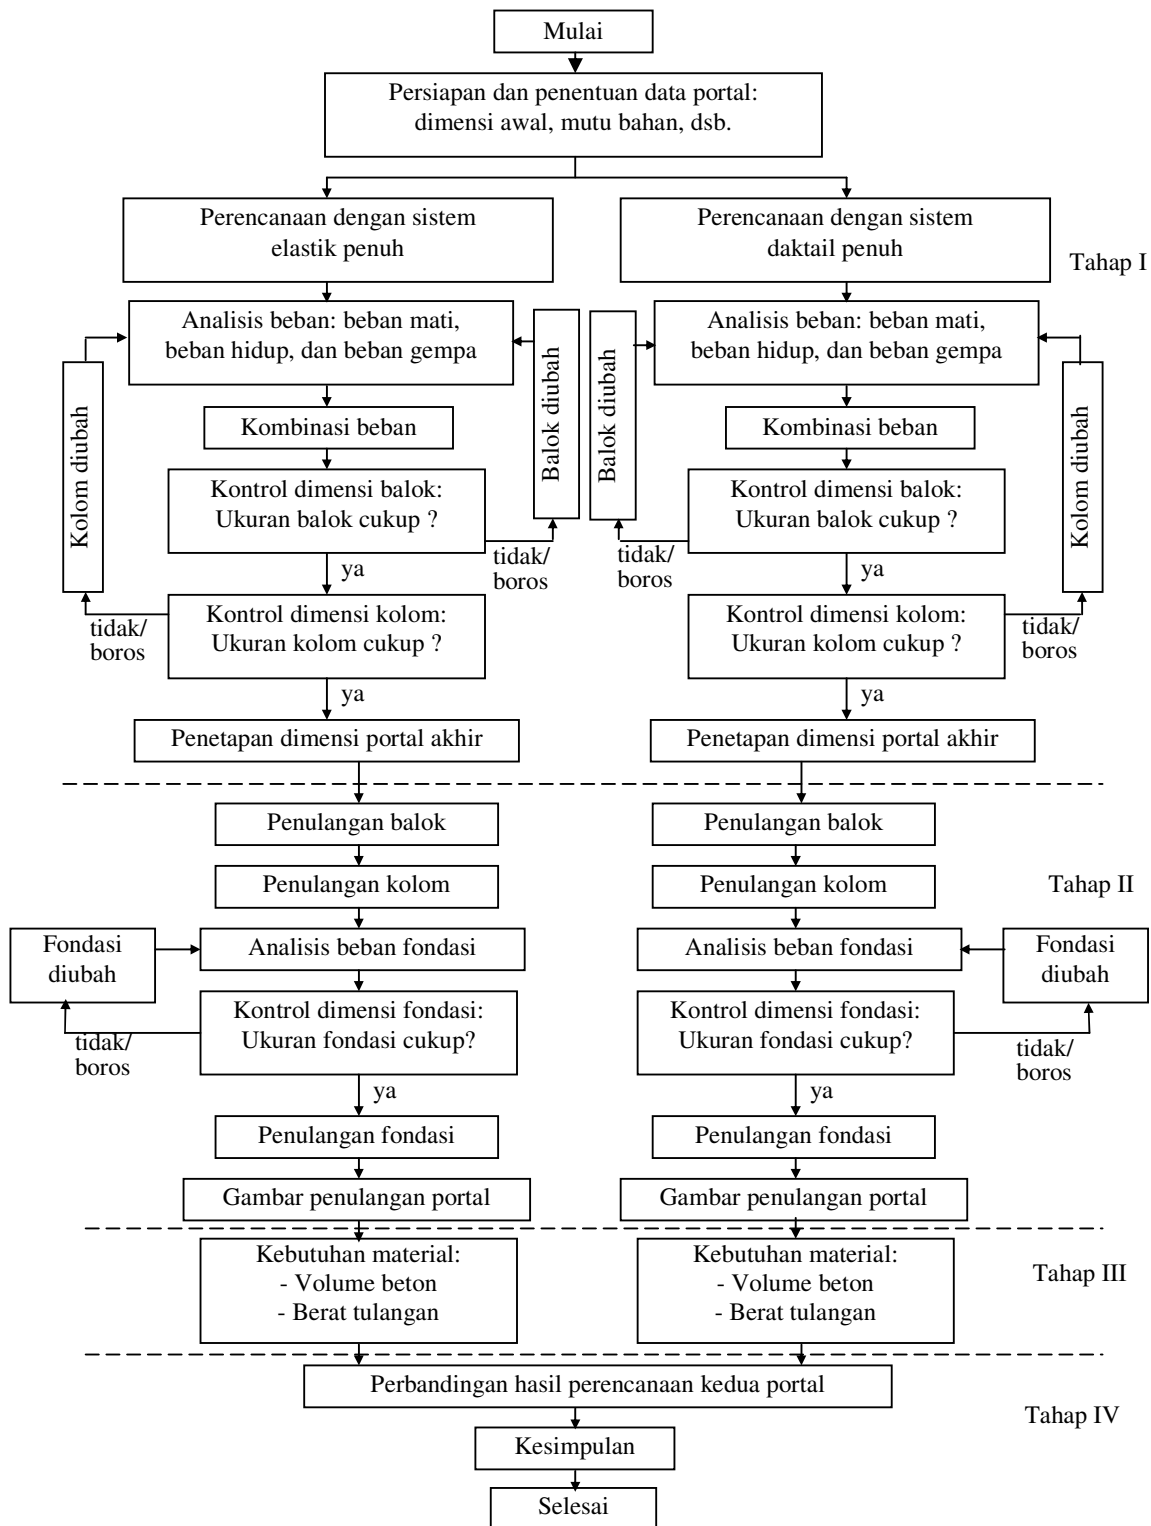 Mulai
Persiapan dan penentuan data portal:
dimensi awal, mutu bahan, dsb.
Perencanaan dengan sistem
elastik penuh
Perencanaan dengan sistem
daktail penuh
Tahap I
Analisis beban: beban mati,
beban hidup, dan beban gempa
Analisis beban: beban mati,
beban hidup, dan beban gempa
Kolom diubah
Balok diubah
Balok diubah
Kolom diubah
Kombinasi beban
Kombinasi beban
Kontrol dimensi balok:
Ukuran balok cukup ?
Kontrol dimensi balok:
Ukuran balok cukup ?
tidak/
boros
tidak/
boros
ya
ya
Kontrol dimensi kolom:
Ukuran kolom cukup ?
Kontrol dimensi kolom:
Ukuran kolom cukup ?
tidak/
boros
tidak/
boros
ya
ya
Penetapan dimensi portal akhir
Penetapan dimensi portal akhir
Penulangan balok
Penulangan balok
Penulangan kolom
Penulangan kolom
Tahap II
Fondasi
diubah
Analisis beban fondasi
Analisis beban fondasi
Fondasi
diubah
Kontrol dimensi fondasi:
Ukuran fondasi cukup?
Kontrol dimensi fondasi:
Ukuran fondasi cukup?
tidak/
boros
tidak/
boros
ya
ya
Penulangan fondasi
Penulangan fondasi
Gambar penulangan portal
Gambar penulangan portal
Kebutuhan material:
- Volume beton
- Berat tulangan
Kebutuhan material:
- Volume beton
- Berat tulangan
Tahap III
Perbandingan hasil perencanaan kedua portal
Tahap IV
Kesimpulan
Selesai